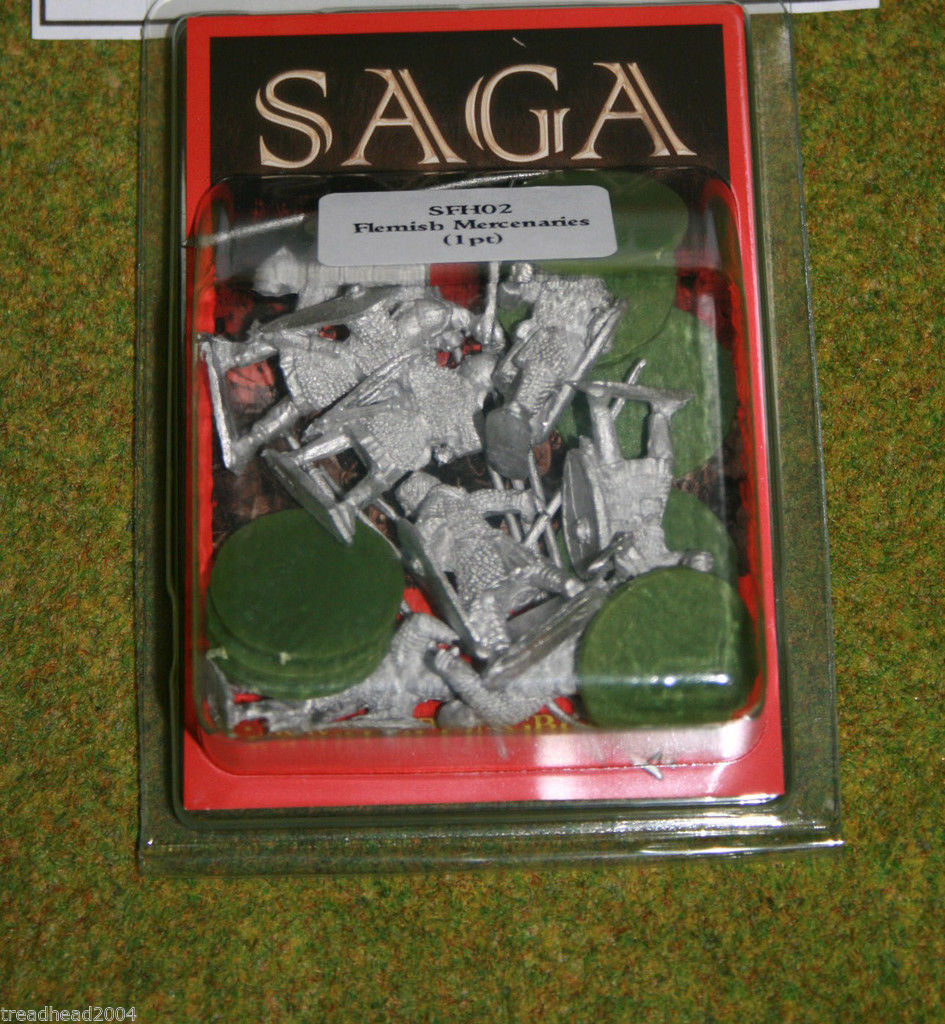 SAGA
SFH02
Flemish Mercenaries
(1pt)
treadhead2004